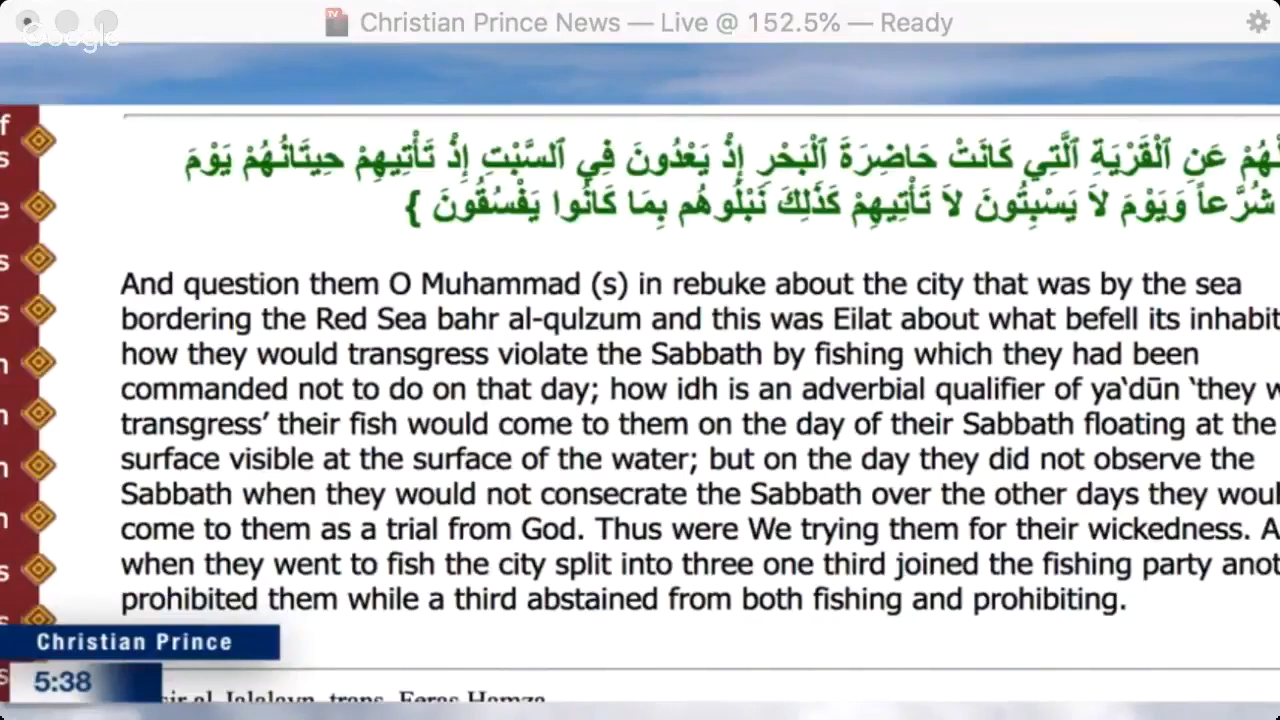 Google
TV
Christian Prince News — Live @ 152.5% — Ready
عَنِ ٱلْقَرْيَةِ ٱلَّتِي كَانَتْ حَاضِرَةَ ٱلْبَحْرِ إِذْ يَعْدُونَ فِي ٱلسَّبْتِ إِذْ تَأْتِيهِمْ حِيتَانُهُمْ يَوْمَ
شُرَّعاً وَيَوْمَ لاَ يَسْبِتُونَ لاَ تَأْتِيهِمْ كَذَلِكَ نَبْلُوهُم بِمَا كَانُوا يَفْسُقُونَ }
And question them O Muhammad (s) in rebuke about the city that was by the sea
bordering the Red Sea bahr al-qulzum and this was Eilat about what befell its inhabit
how they would transgress violate the Sabbath by fishing which they had been
commanded not to do on that day; how idh is an adverbial qualifier of ya‘dūn ‘they w
transgress’ their fish would come to them on the day of their Sabbath floating at the
surface visible at the surface of the water; but on the day they did not observe the
Sabbath when they would not consecrate the Sabbath over the other days they woul
come to them as a trial from God. Thus were We trying them for their wickedness. A
when they went to fish the city split into three one third joined the fishing party anot
prohibited them while a third abstained from both fishing and prohibiting.
Christian Prince
5:38
al-Jalalayn, trans. Feras Hamza